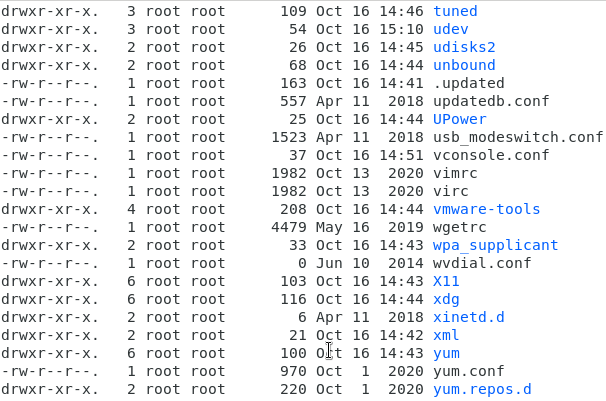 drwxr-xr-x.   3 root root      109 Oct 16 14:46 tuned
drwxr-xr-x.   3 root root       54 Oct 16 15:10 udev
drwxr-xr-x.   2 root root       26 Oct 16 14:45 udisks2
drwxr-xr-x.   2 root root       68 Oct 16 14:44 unbound
-rw-r--r--.   1 root root      163 Oct 16 14:41 .updated
-rw-r--r--.   1 root root      557 Apr 11  2018 updatedb.conf
drwxr-xr-x.   2 root root       25 Oct 16 14:44 UPower
-rw-r--r--.   1 root root     1523 Apr 11  2018 usb_modeswitch.conf
-rw-r--r--.   1 root root       37 Oct 16 14:51 vconsole.conf
-rw-r--r--.   1 root root     1982 Oct 13  2020 vimrc
-rw-r--r--.   1 root root     1982 Oct 13  2020 virc
drwxr-xr-x.   4 root root      208 Oct 16 14:44 vmware-tools
-rw-r--r--.   1 root root     4479 May 16  2019 wgetrc
drwxr-xr-x.   2 root root       33 Oct 16 14:43 wpa_supplicant
-rw-r--r--.   1 root root        0 Jun 10  2014 wvdial.conf
drwxr-xr-x.   6 root root      103 Oct 16 14:43 X11
drwxr-xr-x.   6 root root      116 Oct 16 14:44 xdg
drwxr-xr-x.   2 root root        6 Apr 11  2018 xinetd.d
drwxr-xr-x.   2 root root       21 Oct 16 14:42 xml
drwxr-xr-x.   6 root root      100 Oct 16 14:43 yum
-rw-r--r--.   1 root root      970 Oct  1  2020 yum.conf
drwxr-xr-x.   2 root root      220 Oct  1  2020 yum.repos.d